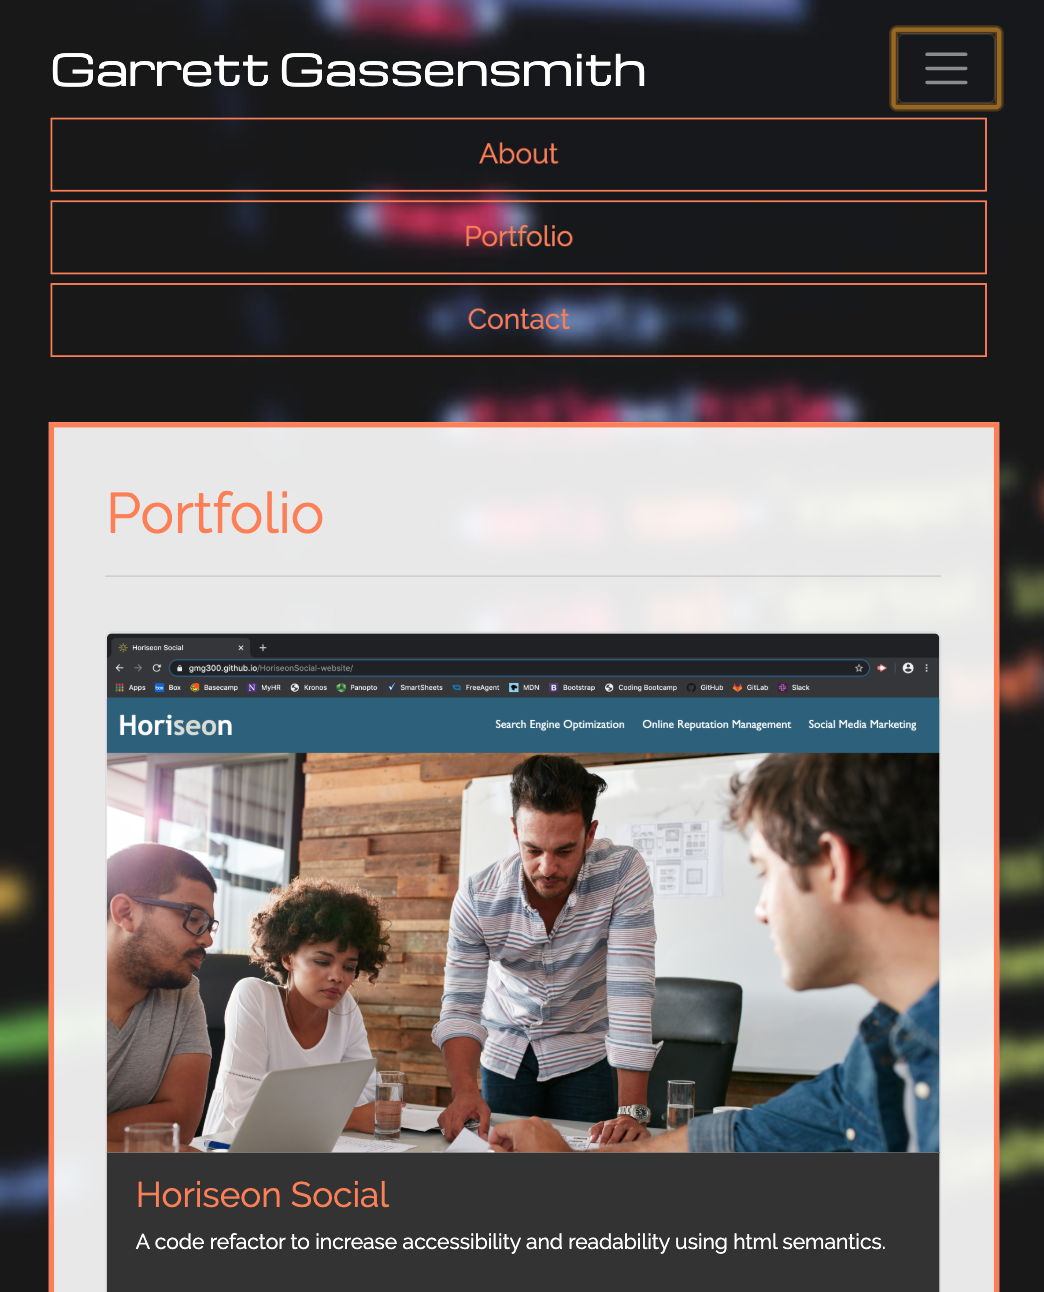 Garrett Gassensmith
About
Portfolio
Contact
Portfolio
Horiseon Social
gmg300.github.io/HoriseonSocial-website/
Apps Box Basecamp MyHR Kronos Panopto SmartSheets FreeAgent MDN Bootstrap Coding Bootcamp GitHub GitLab Slack
Horiseon Search Engine Optimization Online Reputation Management Social Media Marketing
Horiseon Social
A code refactor to increase accessibility and readability using html semantics.